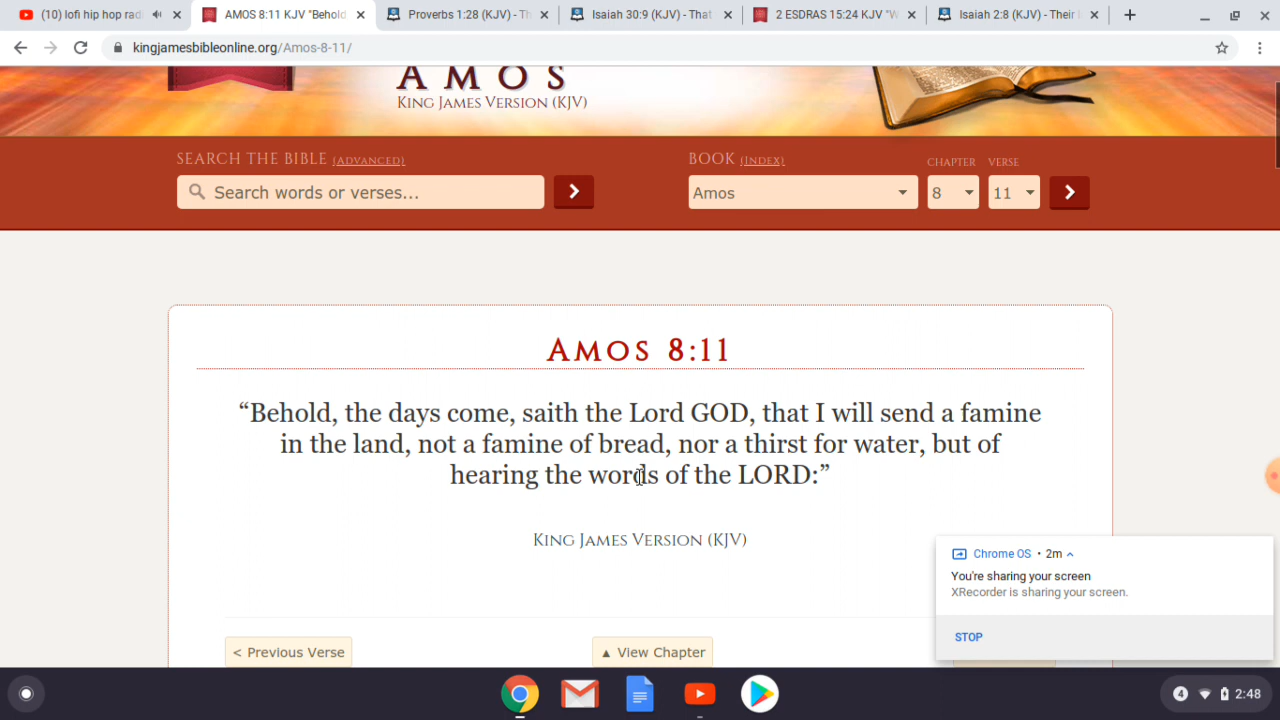 (10) lofi hip hop radi
AMOS 8:11 KJV "Behold
Proverbs 1:28 (KJV) - Th
Isaiah 30:9 (KJV) - That
2 ESDRAS 15:24 KJV "W
Isaiah 2:8 (KJV) - Their
kingjamesbibleonline.org/Amos-8-11/
AMOS
KING JAMES VERSION (KJV)
SEARCH THE BIBLE (ADVANCED)
BOOK (INDEX)
CHAPTER
VERSE
Search words or verses...
Amos
8
11
AMOS 8:11
“Behold, the days come, saith the Lord GOD, that I will send a famine
in the land, not a famine of bread, nor a thirst for water, but of
hearing the words of the LORD:”
KING JAMES VERSION (KJV)
Chrome OS • 2m
You're sharing your screen
XRecorder is sharing your screen.
STOP
< Previous Verse
▲ View Chapter
4
2:48